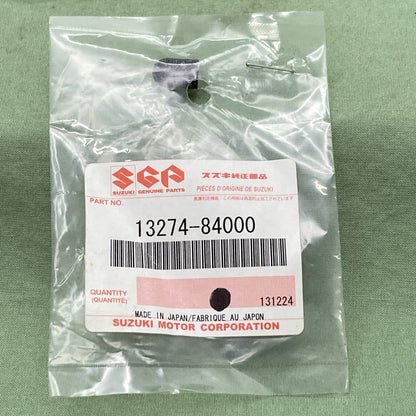 SGP
SUZUKI GENUINE PARTS
スズキ純正部品
PIÈCES D'ORIGINE DE SUZUKI
PART NO.
13274-84000
QUANTITY
(QUANTITÉ)
131224
MADE IN JAPAN/FABRIQUE AU JAPON
SUZUKI MOTOR CORPORATION